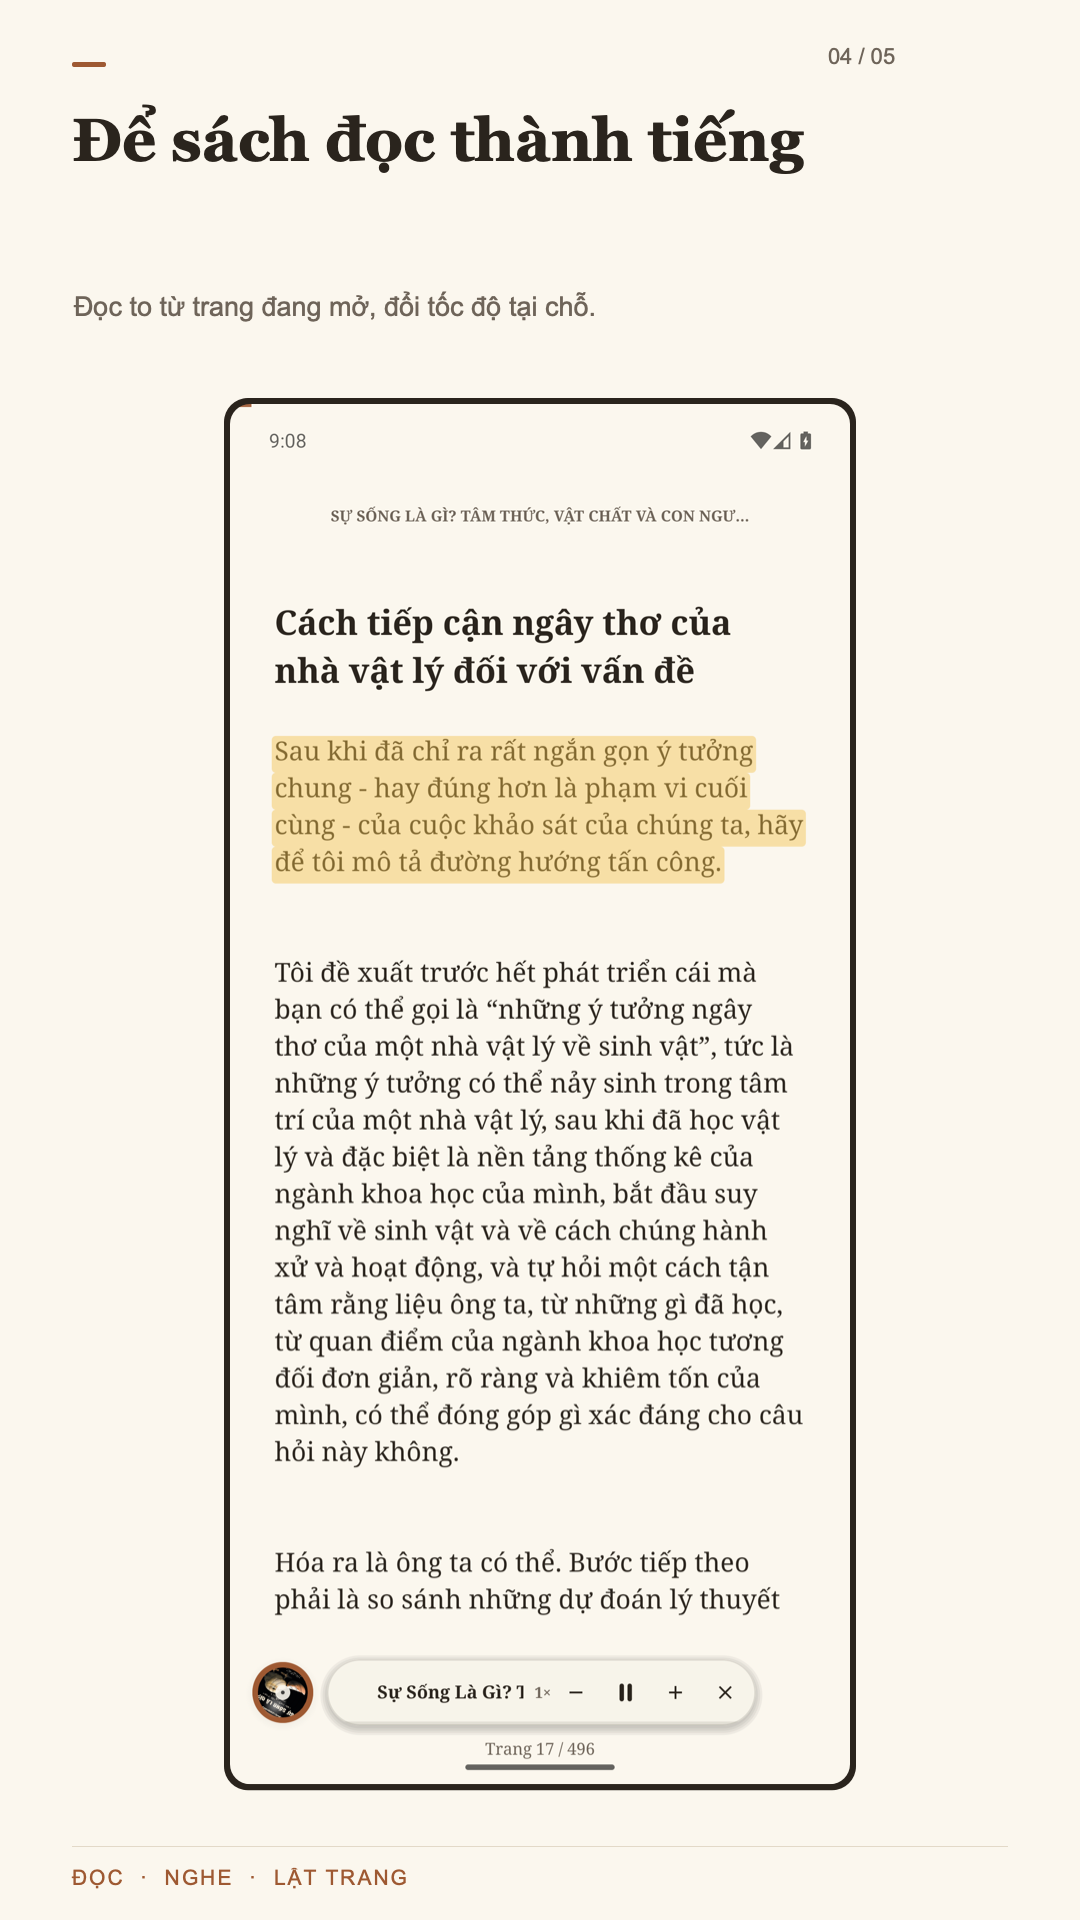 04 / 05
Để sách đọc thành tiếng
Đọc to từ trang đang mở, đổi tốc độ tại chỗ.
9:08
SỰ SỐNG LÀ GÌ? TÂM THỨC, VẬT CHẤT VÀ CON NGƯ...
Cách tiếp cận ngây thơ của
nhà vật lý đối với vấn đề
Sau khi đã chỉ ra rất ngắn gọn ý tưởng
chung - hay đúng hơn là phạm vi cuối
cùng - của cuộc khảo sát của chúng ta, hãy
để tôi mô tả đường hướng tấn công.
Tôi đề xuất trước hết phát triển cái mà
bạn có thể gọi là “những ý tưởng ngây
thơ của một nhà vật lý về sinh vật”, tức là
những ý tưởng có thể nảy sinh trong tâm
trí của một nhà vật lý, sau khi đã học vật
lý và đặc biệt là nền tảng thống kê của
ngành khoa học của mình, bắt đầu suy
nghĩ về sinh vật và về cách chúng hành
xử và hoạt động, và tự hỏi một cách tận
tâm rằng liệu ông ta, từ những gì đã học,
từ quan điểm của ngành khoa học tương
đối đơn giản, rõ ràng và khiêm tốn của
mình, có thể đóng góp gì xác đáng cho câu
hỏi này không.
Hóa ra là ông ta có thể. Bước tiếp theo
phải là so sánh những dự đoán lý thuyết
Sự Sống Là Gì? 1×
Trang 17 / 496
ĐỌC · NGHE · LẬT TRANG